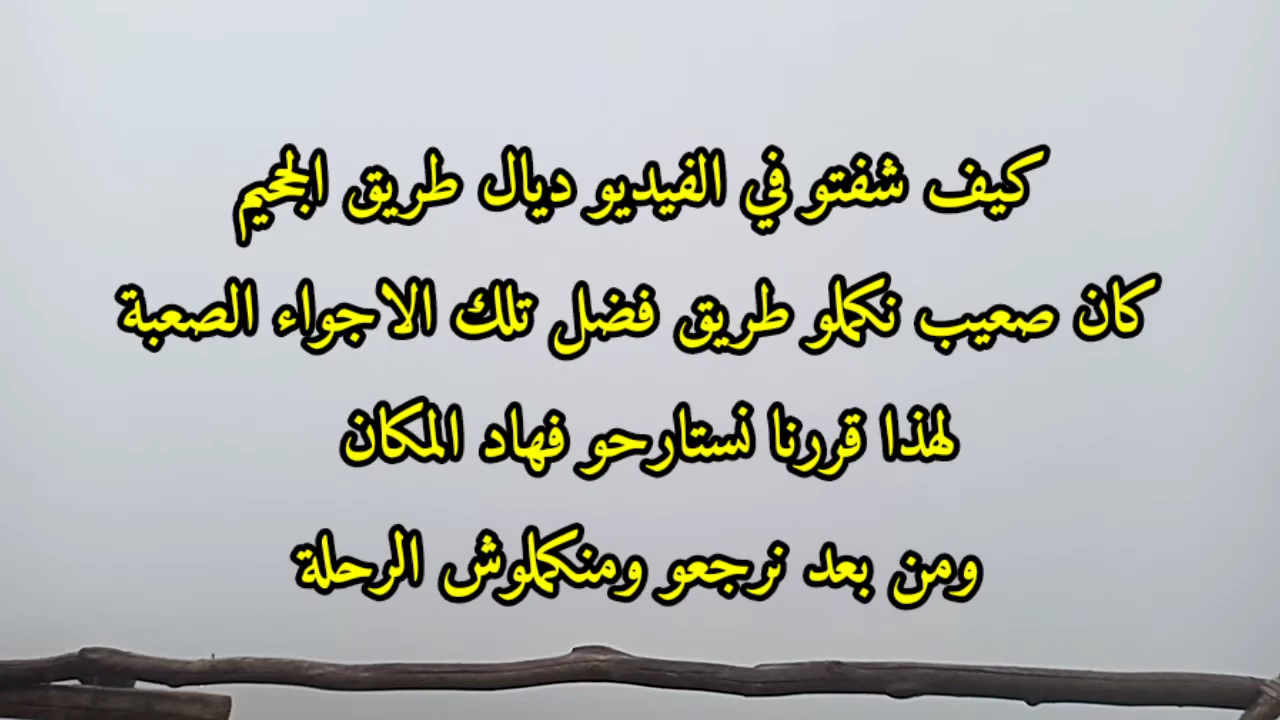 كيف شفتو في الفيديو ديال طريق الجحيم
كان صعيب نكملو طريق فضل تلك الاجواء الصعبة
لهذا قررنا نستارحو فهاد المكان
ومن بعد نرجعو ومنكملوش الرحلة